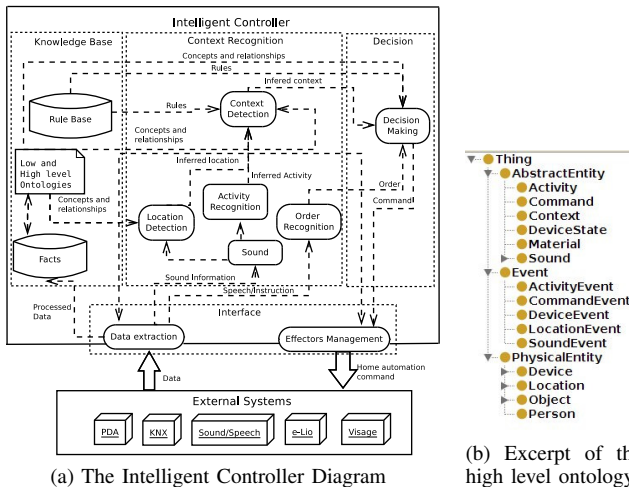 Intelligent Controller
Knowledge Base
Context Recognition
Decision
Concepts and relationships
Rules
Infered context
Rule Base
Rules
Context
Detection
Decision
Making
Concepts and
relationships
Low and
High level
Ontologies
Inferred location
Inferred Activity
Order
Command
Concepts and
relationships
Activity
Recognition
Location
Detection
Order
Recognition
Sound
Facts
Sound Information
Speech/Instruction
Processed
Data
Interface
Data extraction
Effectors Management
Data
Home automation
command
External Systems
PDA
KNX
Sound/Speech
e-Lio
Visage
(a) The Intelligent Controller Diagram
Thing
AbstractEntity
Activity
Command
Context
DeviceState
Material
Sound
Event
ActivityEvent
CommandEvent
DeviceEvent
LocationEvent
SoundEvent
PhysicalEntity
Device
Location
Object
Person
(b) Excerpt of th
high level ontology